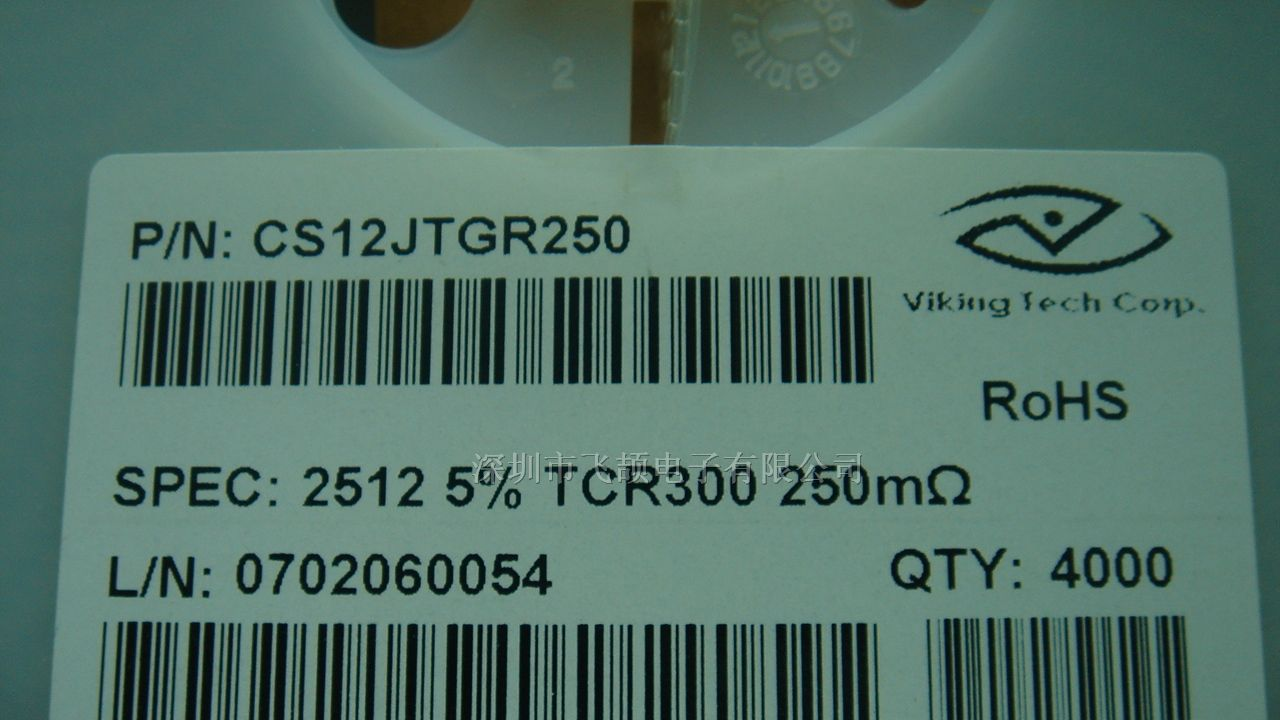 2
P/N: CS12JTGR250
Viking Tech Corp.
RoHS
SPEC: 2512 5% TCR300 250mΩ
深圳市飞颉电子有限公司
L/N: 0702060054
QTY: 4000